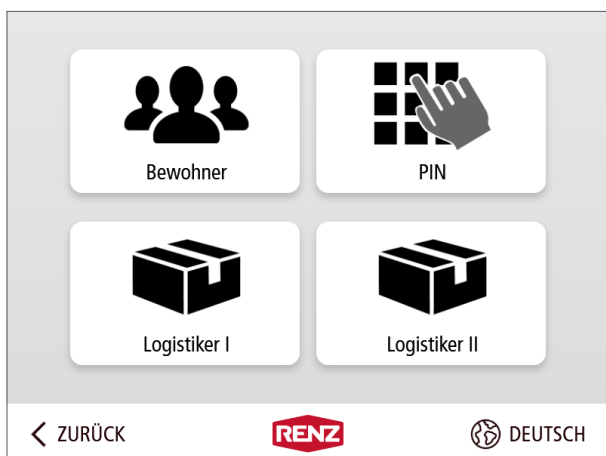 Bewohner
PIN
Logistiker I
Logistiker II
ZURÜCK
RENZ
DEUTSCH